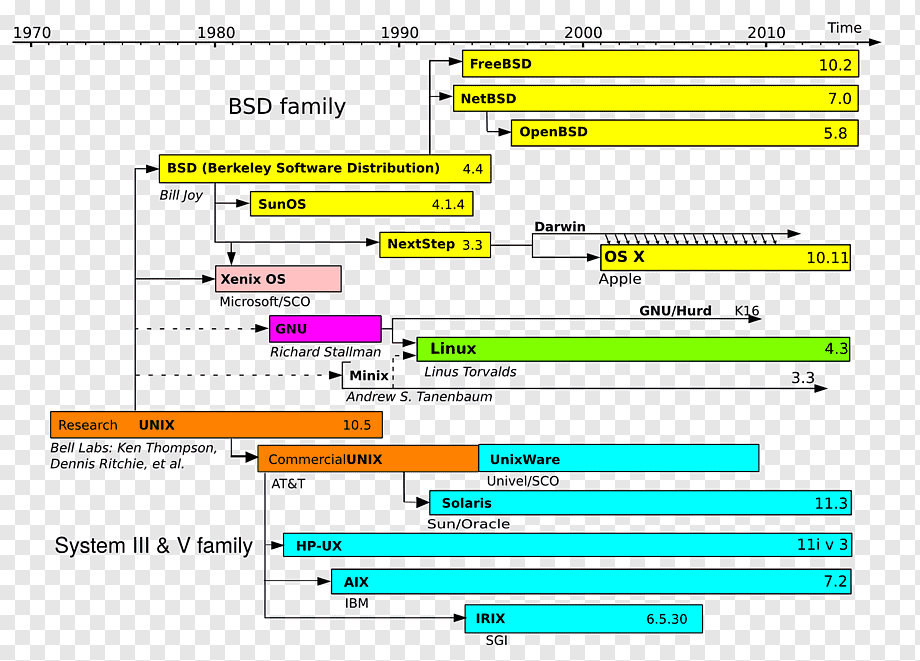 1970 1980 1990 2000 2010 Time
FreeBSD 10.2
NetBSD 7.0
BSD family
OpenBSD 5.8
BSD (Berkeley Software Distribution) 4.4
Bill Joy
SunOS 4.1.4
Darwin
NextStep 3.3
OS X 10.11
Xenix OS
Apple
Microsoft/SCO
GNU/Hurd K16
GNU
Richard Stallman
Linux 4.3
Linus Torvalds
Minix 3.3
Andrew S. Tanenbaum
Research UNIX 10.5
Bell Labs: Ken Thompson,
Dennis Ritchie, et al.
CommercialUNIX
UnixWare
AT&T
Univel/SCO
Solaris 11.3
Sun/Oracle
System III & V family
HP-UX 11i v 3
AIX 7.2
IBM
IRIX 6.5.30
SGI